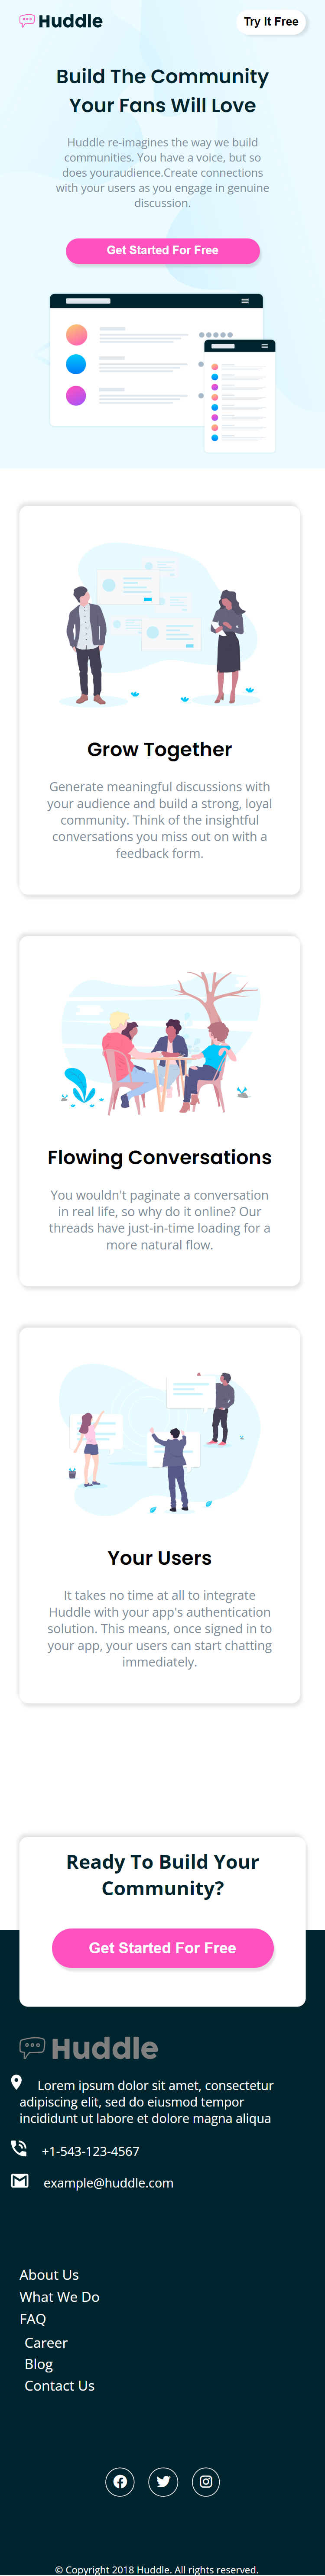 Huddle
Try It Free
Build The Community
Your Fans Will Love
Huddle re-imagines the way we build
communities. You have a voice, but so
does youraudience.Create connections
with your users as you engage in genuine
discussion.
Get Started For Free
Grow Together
Generate meaningful discussions with
your audience and build a strong, loyal
community. Think of the insightful
conversations you miss out on with a
feedback form.
Flowing Conversations
You wouldn't paginate a conversation
in real life, so why do it online? Our
threads have just-in-time loading for a
more natural flow.
Your Users
It takes no time at all to integrate
Huddle with your app's authentication
solution. This means, once signed in to
your app, your users can start chatting
immediately.
Ready To Build Your
Community?
Get Started For Free
Huddle
Lorem ipsum dolor sit amet, consectetur
adipiscing elit, sed do eiusmod tempor
incididunt ut labore et dolore magna aliqua
+1-543-123-4567
example@huddle.com
About Us
What We Do
FAQ
Career
Blog
Contact Us
© Copyright 2018 Huddle. All rights reserved.